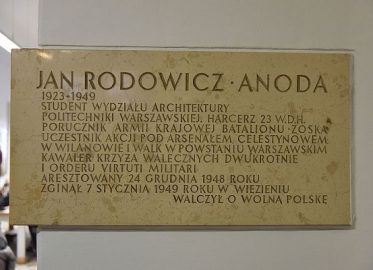 JAN RODOWICZ · ANODA
1923-1949
STUDENT WYDZIAŁU ARCHITEKTURY
POLITECHNIKI WARSZAWSKIEJ. HARCERZ 23 W.D.H.
PORUCZNIK ARMII KRAJOWEJ BATALIONU · ZOŚKA
UCZESTNIK AKCJI POD ARSENAŁEM, CELESTYNOWEM
W WILANOWIE I WALK W POWSTANIU WARSZAWSKIM
KAWALER KRZYŻA WALECZNYCH DWUKROTNIE
I ORDERU VIRTUTI MILITARI
ARESZTOWANY 24 GRUDNIA 1948 ROKU
ZGINĄŁ 7 STYCZNIA 1949 ROKU W WIĘZIENIU
WALCZYŁ O WOLNĄ POLSKĘ